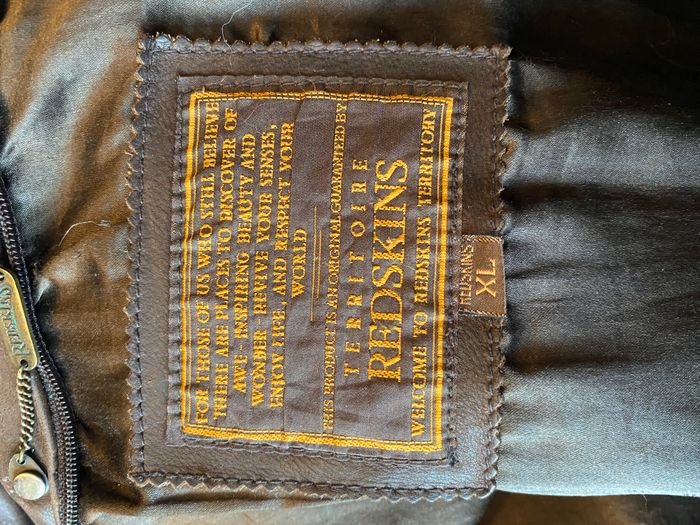 FOR THOSE OF US WHO STILL BELIEVE
THERE ARE PLACES TO DISCOVER OF
AWE-INSPIRING BEAUTY AND
WONDER-REVIVE YOUR SENSES,
ENJOY LIFE, AND RESPECT YOUR
WORLD
THIS PRODUCT IS AN ORIGINAL GUARANTEED BY
TERRITOIRE
REDSKINS
WELCOME TO REDSKINS TERRITORY
REDSKINS
XL
REDSKINS